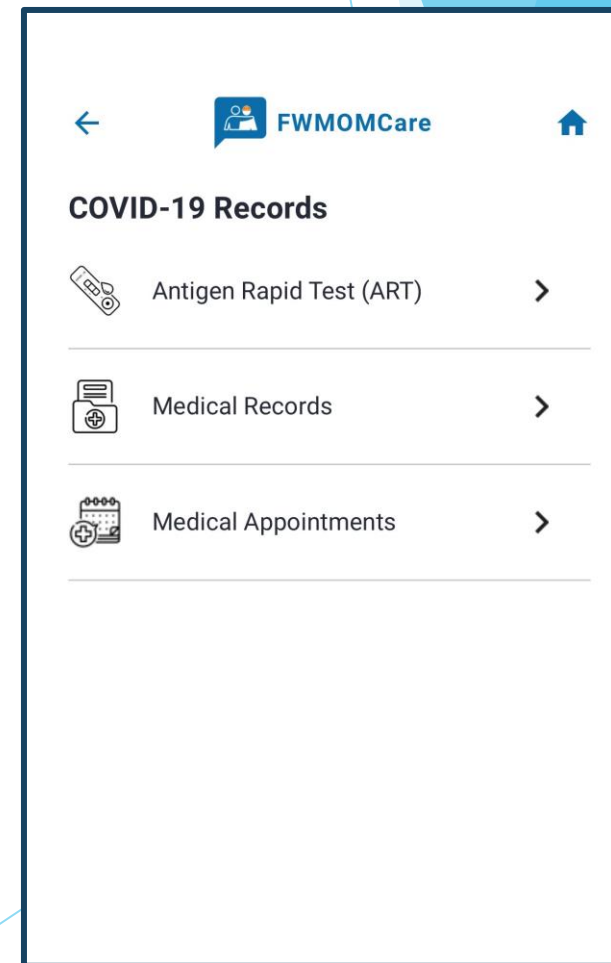 FWMOMCare
COVID-19 Records
Antigen Rapid Test (ART)
Medical Records
Medical Appointments